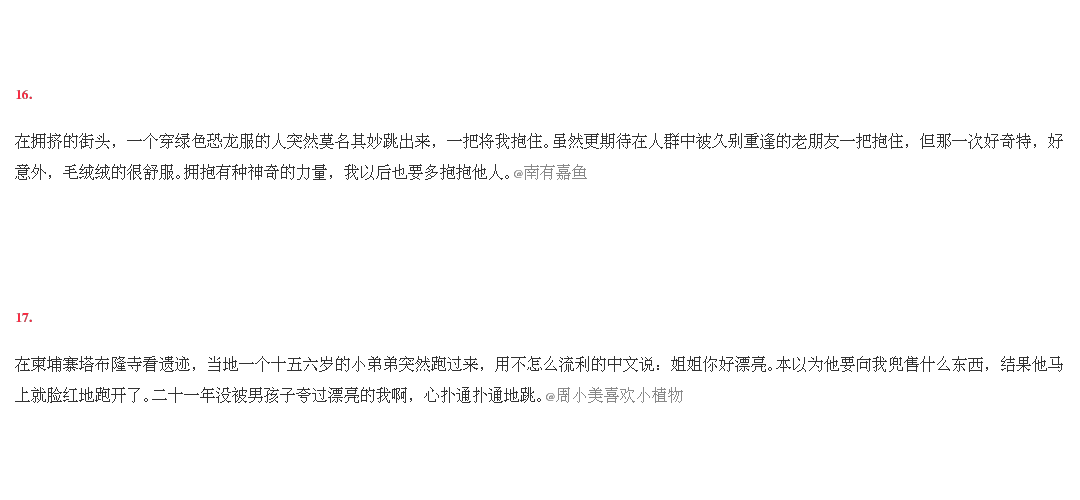 16.
在拥挤的街头，一个穿绿色恐龙服的人突然莫名其妙跳出来，一把将我抱住。虽然更期待在人群中被久别重逢的老朋友一把抱住，但那一次好奇特，好
意外，毛绒绒的很舒服。拥抱有种神奇的力量，我以后也要多抱抱他人。@南有嘉鱼
17.
在柬埔寨塔布隆寺看遗迹，当地一个十五六岁的小弟弟突然跑过来，用不怎么流利的中文说：姐姐你好漂亮。本以为他要向我兜售什么东西，结果他马
上就脸红地跑开了。二十一年没被男孩子夸过漂亮的我啊，心扑通扑通地跳。@周小美喜欢小植物